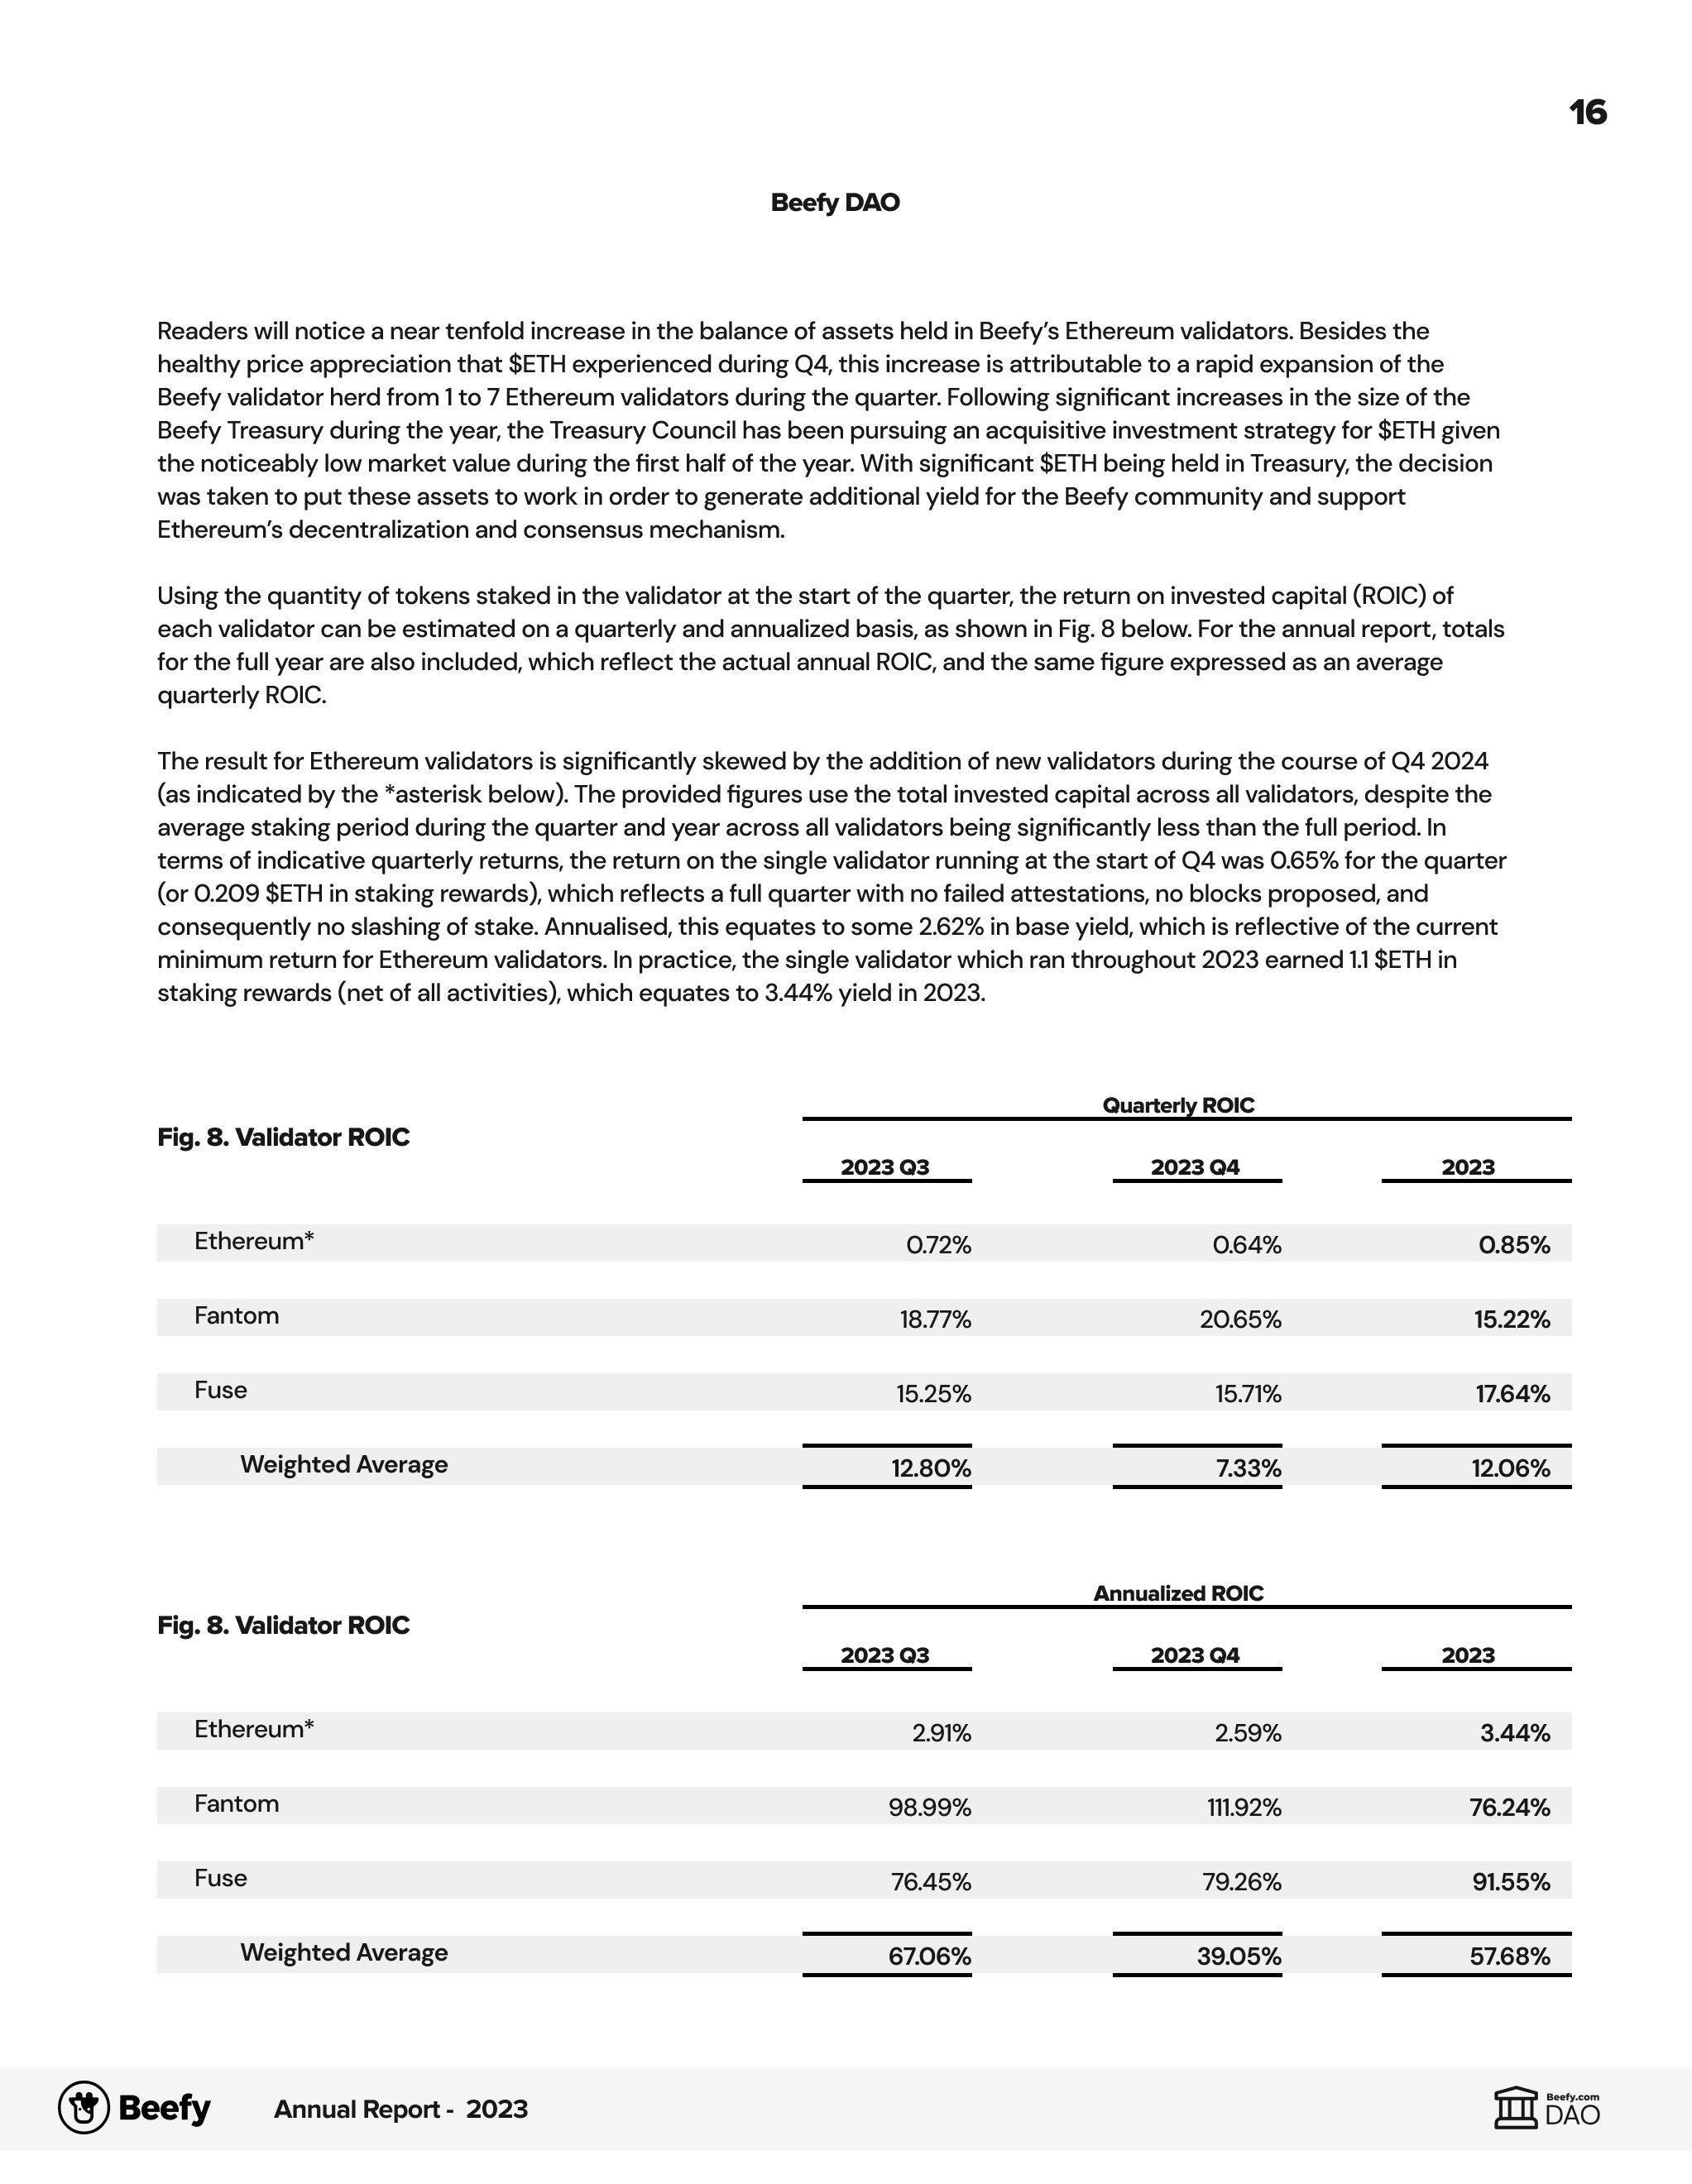 16
Beefy DAO
Readers will notice a near tenfold increase in the balance of assets held in Beefy's Ethereum validators. Besides the
healthy price appreciation that $ETH experienced during Q4, this increase is attributable to a rapid expansion of the
Beefy validator herd from 1 to 7 Ethereum validators during the quarter. Following significant increases in the size of the
Beefy Treasury during the year, the Treasury Council has been pursuing an acquisitive investment strategy for $ETH given
the noticeably low market value during the first half of the year. With significant $ETH being held in Treasury, the decision
was taken to put these assets to work in order to generate additional yield for the Beefy community and support
Ethereum's decentralization and consensus mechanism.
Using the quantity of tokens staked in the validator at the start of the quarter, the return on invested capital (ROIC) of
each validator can be estimated on a quarterly and annualized basis, as shown in Fig. 8 below. For the annual report, totals
for the full year are also included, which reflect the actual annual ROIC, and the same figure expressed as an average
quarterly ROIC.
The result for Ethereum validators is significantly skewed by the addition of new validators during the course of Q4 2024
(as indicated by the *asterisk below). The provided figures use the total invested capital across all validators, despite the
average staking period during the quarter and year across all validators being significantly less than the full period. In
terms of indicative quarterly returns, the return on the single validator running at the start of Q4 was 0.65% for the quarter
(or 0.209 $ETH in staking rewards), which reflects a full quarter with no failed attestations, no blocks proposed, and
consequently no slashing of stake. Annualised, this equates to some 2.62% in base yield, which is reflective of the current
minimum return for Ethereum validators. In practice, the single validator which ran throughout 2023 earned 1.1 $ETH in
staking rewards (net of all activities), which equates to 3.44% yield in 2023.
Quarterly ROIC
Fig. 8. Validator ROIC
2023 Q3 2023 Q4 2023
Ethereum* 0.72% 0.64% 0.85%
Fantom 18.77% 20.65% 15.22%
Fuse 15.25% 15.71% 17.64%
Weighted Average 12.80% 7.33% 12.06%
Annualized ROIC
Fig. 8. Validator ROIC
2023 Q3 2023 Q4 2023
Ethereum* 2.91% 2.59% 3.44%
Fantom 98.99% 111.92% 76.24%
Fuse 76.45% 79.26% 91.55%
Weighted Average 67.06% 39.05% 57.68%
Beefy Annual Report - 2023
Beefy.com
DAO